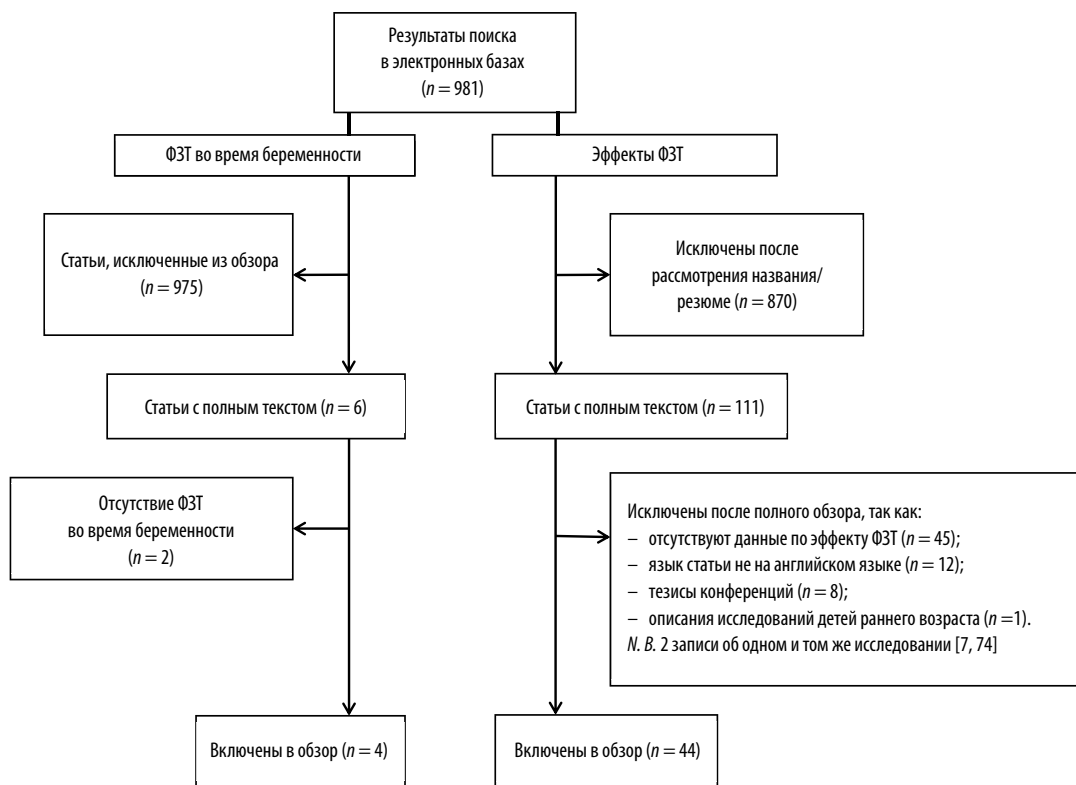 Результаты поиска
в электронных базах
(n = 981)
ФЗТ во время беременности
Эффекты ФЗТ
Статьи, исключенные из обзора
(n = 975)
Исключены после
рассмотрения названия/
резюме (n = 870)
Статьи с полным текстом (n = 6)
Статьи с полным текстом (n = 111)
Отсутствие ФЗТ
во время беременности
(n = 2)
Исключены после полного обзора, так как:
– отсутствуют данные по эффекту ФЗТ (n = 45);
– язык статьи не на английском языке (n = 12);
– тезисы конференций (n = 8);
– описания исследований детей раннего возраста (n =1).
N. B. 2 записи об одном и том же исследовании [7, 74]
Включены в обзор (n = 4)
Включены в обзор (n = 44)